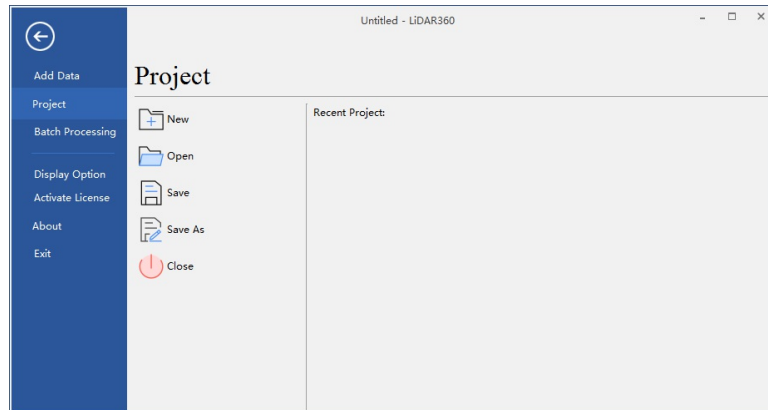 Untitled - LiDAR360
Add Data
Project
Batch Processing
Display Option
Activate License
About
Exit
Project
New
Open
Save
Save As
Close
Recent Project: